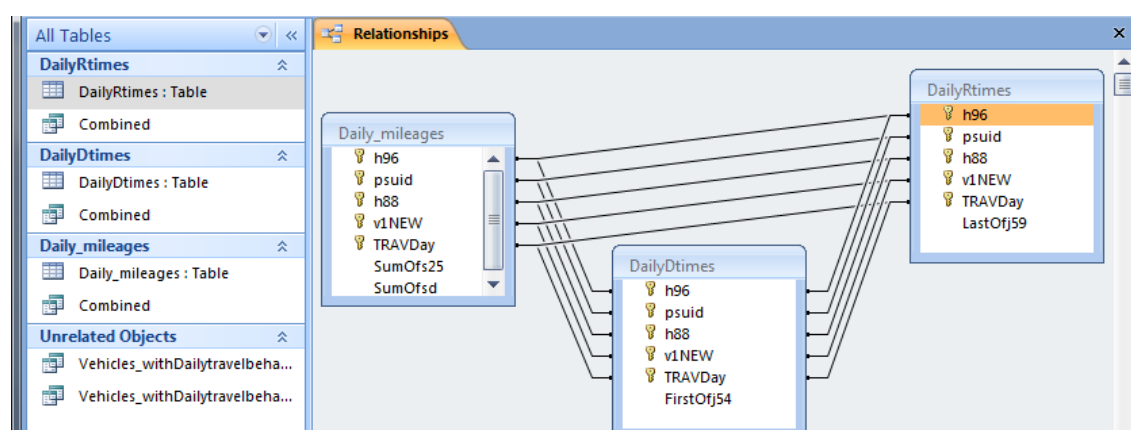 All Tables
«
DailyRtimes
DailyRtimes : Table
Combined
DailyDtimes
DailyDtimes : Table
Combined
Daily_mileages
Daily_mileages : Table
Combined
Unrelated Objects
Vehicles_withDailytravelbeha...
Vehicles_withDailytravelbeha...
Relationships
Daily_mileages
h96
psuid
h88
v1NEW
TRAVDay
SumOfs25
SumOfsd
DailyDtimes
h96
psuid
h88
v1NEW
TRAVDay
FirstOfj54
DailyRtimes
h96
psuid
h88
v1NEW
TRAVDay
LastOfj59